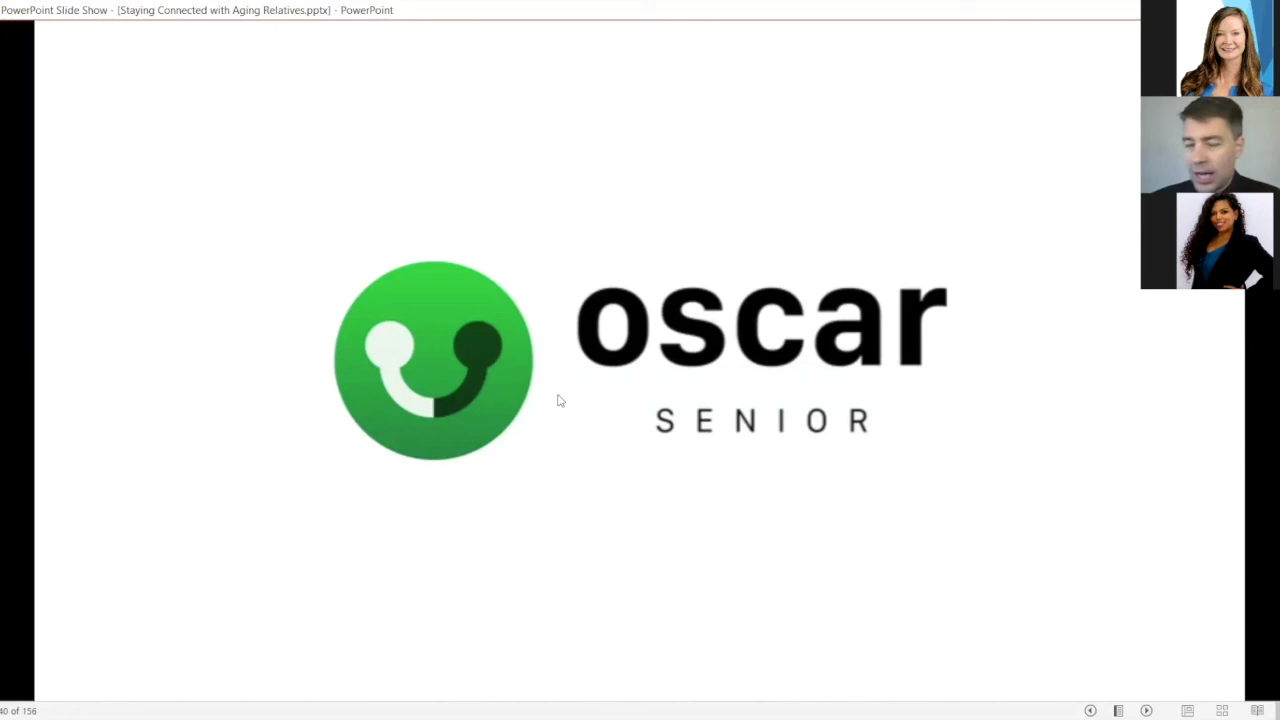 PowerPoint Slide Show - [Staying Connected with Aging Relatives.pptx] - PowerPoint
oscar
SENIOR
40 of 156